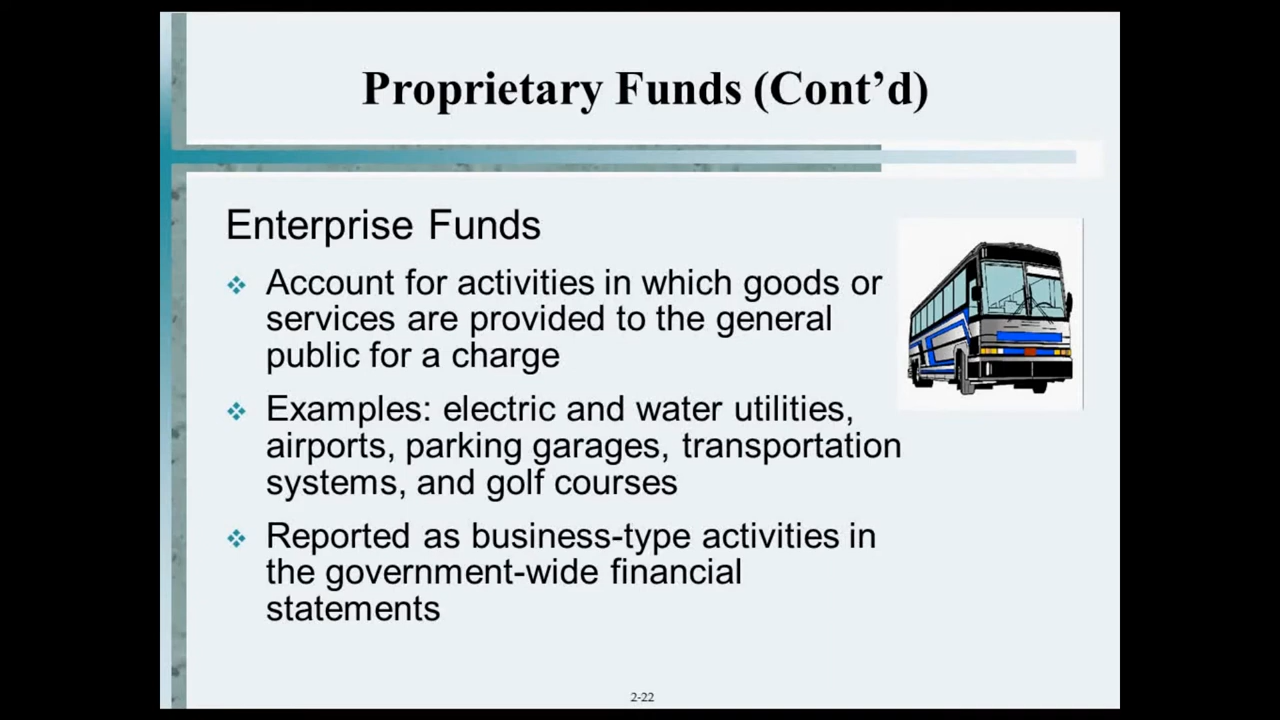 Proprietary Funds (Cont’d)
Enterprise Funds
Account for activities in which goods or
services are provided to the general
public for a charge
Examples: electric and water utilities,
airports, parking garages, transportation
systems, and golf courses
Reported as business-type activities in
the government-wide financial
statements
2-22